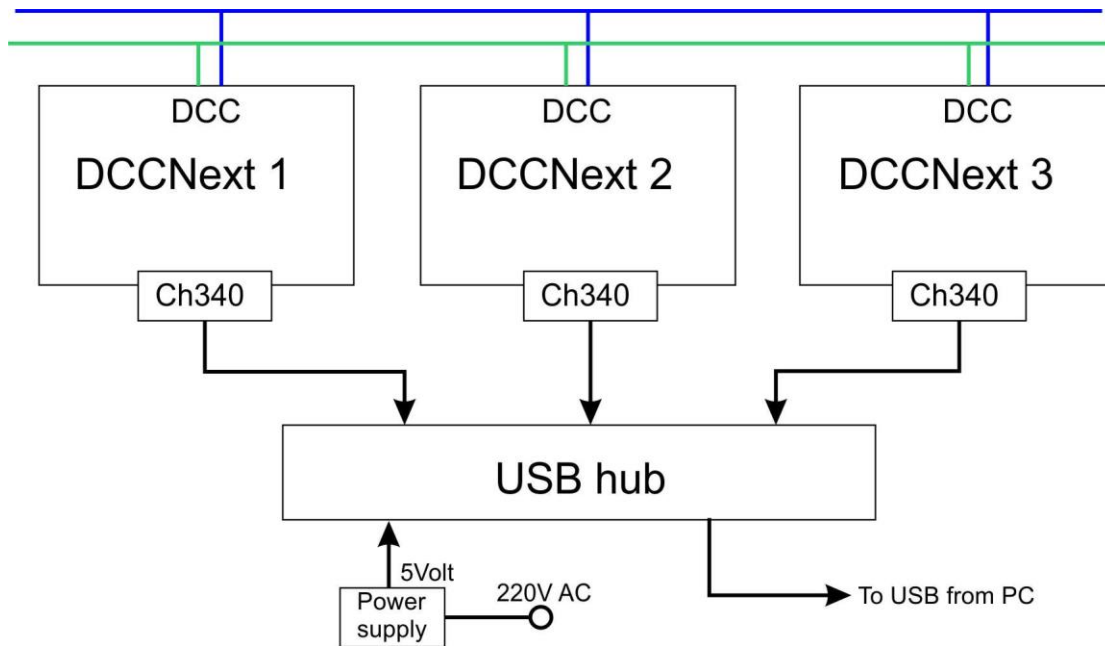 DCC
DCCNext 1
Ch340
DCC
DCCNext 2
Ch340
DCC
DCCNext 3
Ch340
USB hub
5Volt
220V AC
Power
supply
To USB from PC